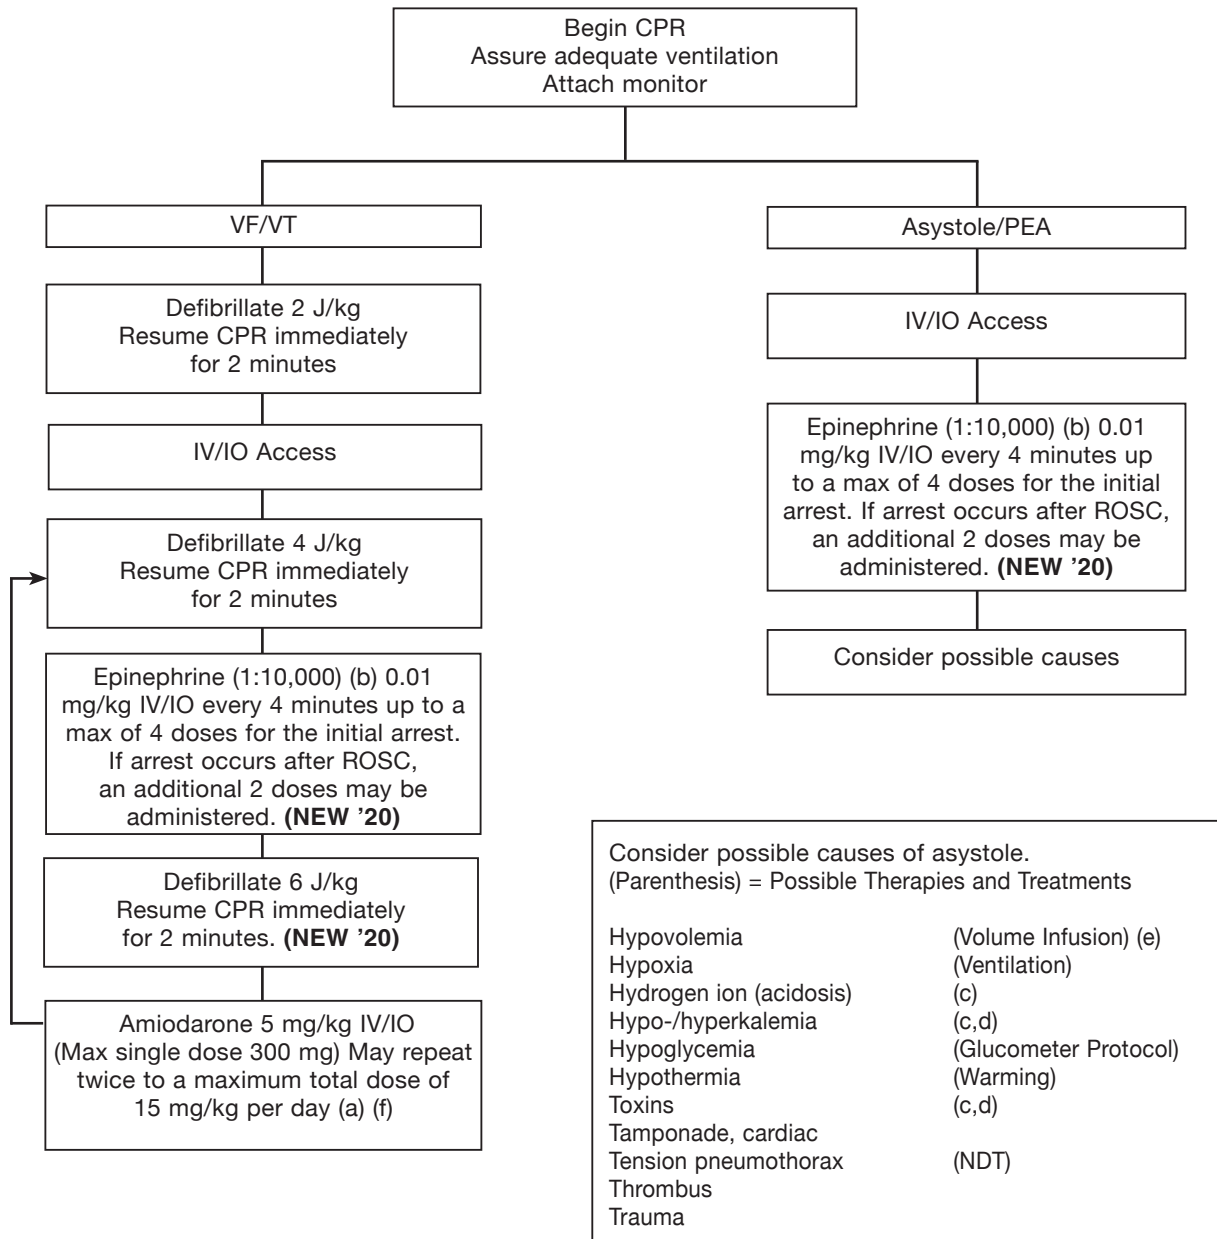 Begin CPR
Assure adequate ventilation
Attach monitor
VF/VT
Defibrillate 2 J/kg
Resume CPR immediately
for 2 minutes
IV/IO Access
Defibrillate 4 J/kg
Resume CPR immediately
for 2 minutes
Epinephrine (1:10,000) (b) 0.01
mg/kg IV/IO every 4 minutes up to a
max of 4 doses for the initial arrest.
If arrest occurs after ROSC,
an additional 2 doses may be
administered. (NEW ’20)
Defibrillate 6 J/kg
Resume CPR immediately
for 2 minutes. (NEW ’20)
Amiodarone 5 mg/kg IV/IO
(Max single dose 300 mg) May repeat
twice to a maximum total dose of
15 mg/kg per day (a) (f)
Asystole/PEA
IV/IO Access
Epinephrine (1:10,000) (b) 0.01
mg/kg IV/IO every 4 minutes up
to a max of 4 doses for the initial
arrest. If arrest occurs after ROSC,
an additional 2 doses may be
administered. (NEW ’20)
Consider possible causes
Consider possible causes of asystole.
(Parenthesis) = Possible Therapies and Treatments
Hypovolemia (Volume Infusion) (e)
Hypoxia (Ventilation)
Hydrogen ion (acidosis) (c)
Hypo-/hyperkalemia (c,d)
Hypoglycemia (Glucometer Protocol)
Hypothermia (Warming)
Toxins (c,d)
Tamponade, cardiac
Tension pneumothorax (NDT)
Thrombus
Trauma